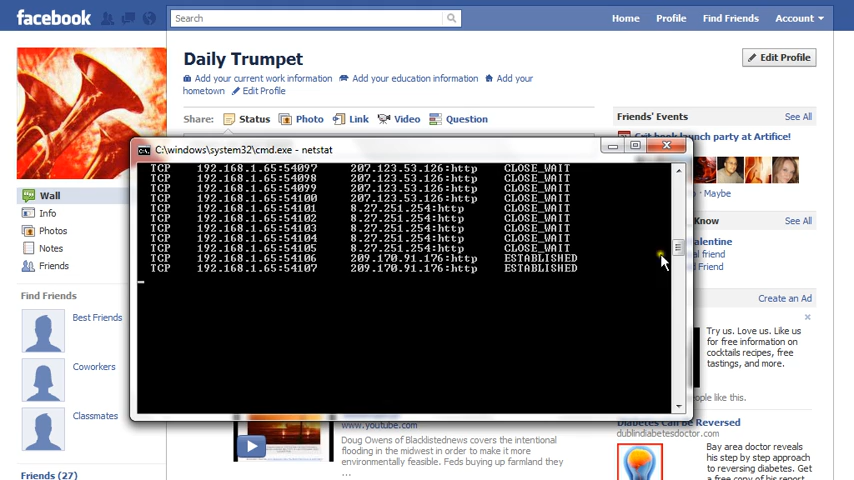 facebook
Search
Home Profile Find Friends Account
Daily Trumpet
Edit Profile
Add your current work information Add your education information Add your
hometown Edit Profile
Share: Status Photo Link Video Question
Friends' Events See All
Crit book launch party at Artifice!
C:\windows\system32\cmd.exe - netstat
TCP 192.168.1.65:54097 207.123.53.126:http CLOSE_WAIT
TCP 192.168.1.65:54098 207.123.53.126:http CLOSE_WAIT
TCP 192.168.1.65:54099 207.123.53.126:http CLOSE_WAIT
TCP 192.168.1.65:54100 207.123.53.126:http CLOSE_WAIT
TCP 192.168.1.65:54101 8.27.251.254:http CLOSE_WAIT
TCP 192.168.1.65:54102 8.27.251.254:http CLOSE_WAIT
TCP 192.168.1.65:54103 8.27.251.254:http CLOSE_WAIT
TCP 192.168.1.65:54104 8.27.251.254:http CLOSE_WAIT
TCP 192.168.1.65:54105 8.27.251.254:http CLOSE_WAIT
TCP 192.168.1.65:54106 209.170.91.176:http ESTABLISHED
TCP 192.168.1.65:54107 209.170.91.176:http ESTABLISHED
Wall
Info
Photos
Notes
Friends
Find Friends
Best Friends
Coworkers
Classmates
Friends (27)
· Maybe
Know See All
alentine
al friend
Friend
Create an Ad
Try us. Love us. Like us
for free information on
cocktails recipes, free
tastings, and more.
people like this.
Diabetes Can Be Reversed
dublindiabetesdoctor.com
Bay area doctor reveals
his step by step approach
to reversing diabetes. Get
a free copy of his report
www.youtube.com
Doug Owens of Blacklistednews covers the intentional
flooding in the midwest in order to make it more
environmentally feasible. Feds buying up farmland they
...